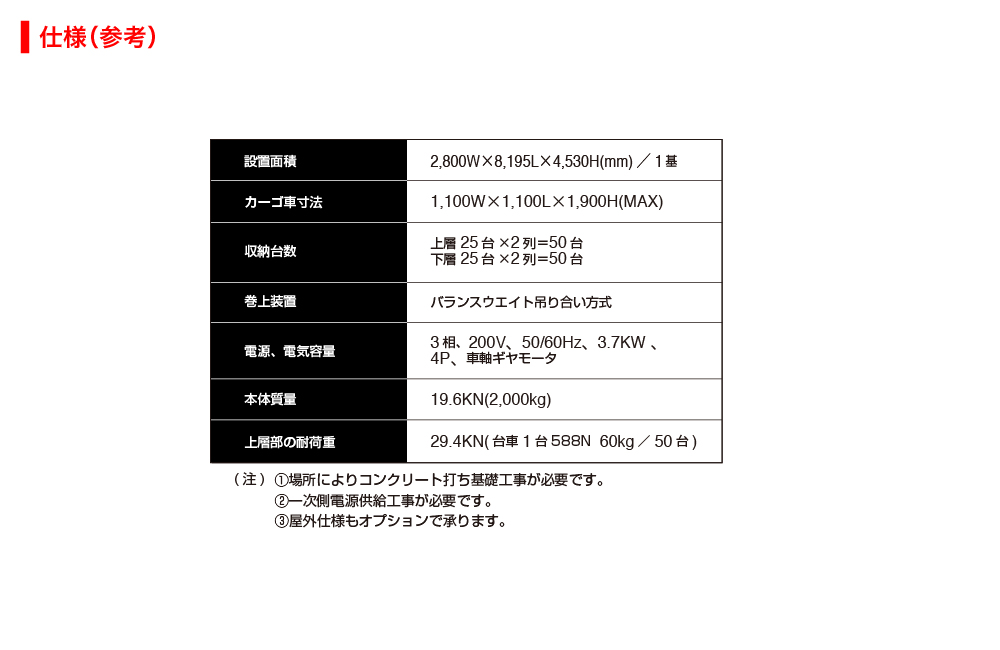 仕様（参考）
設置面積 2,800W×8,195L×4,530H(mm) ／ 1 基
カーゴ車寸法 1,100W×1,100L×1,900H(MAX)
収納台数 上層 25 台 ×2 列＝50 台
下層 25 台 ×2 列＝50 台
巻上装置 バランスウエイト吊り合い方式
電源、電気容量 3 相、200V、50/60Hz、3.7KW 、
4P、車軸ギヤモータ
本体質量 19.6KN(2,000kg)
上層部の耐荷重 29.4KN( 台車 1 台 588N 60kg ／ 50 台 )
（ 注 ） ①場所によりコンクリート打ち基礎工事が必要です。
②一次側電源供給工事が必要です。
③屋外仕様もオプションで承ります。